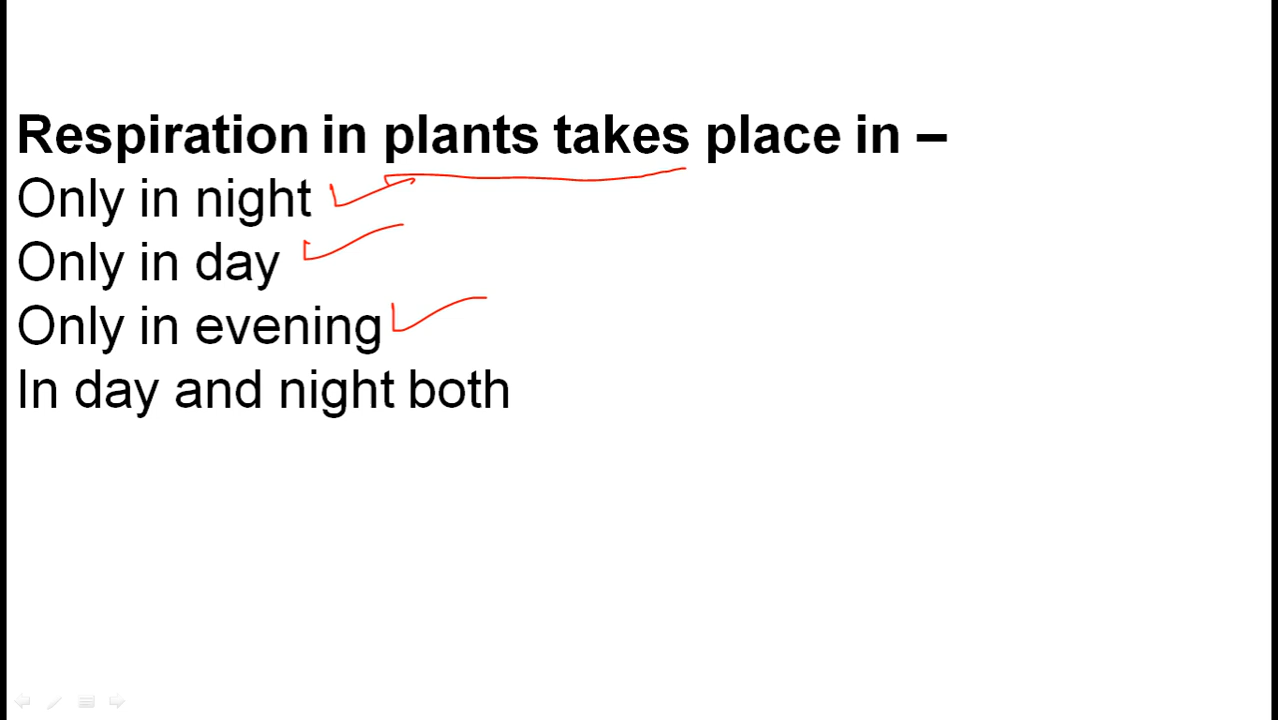 Respiration in plants takes place in –
Only in night
Only in day
Only in evening
In day and night both